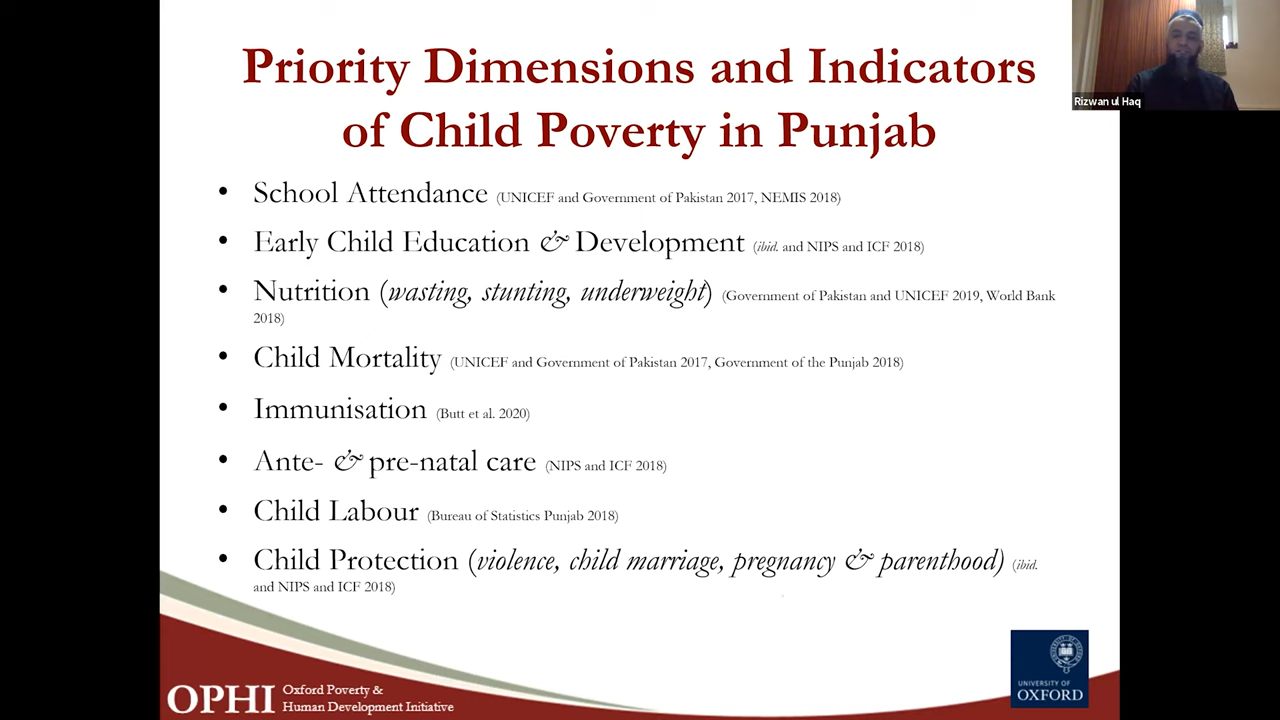 Priority Dimensions and Indicators
of Child Poverty in Punjab
Rizwan ul Haq
• School Attendance (UNICEF and Government of Pakistan 2017, NEMIS 2018)
• Early Child Education & Development (ibid. and NIPS and ICF 2018)
• Nutrition (wasting, stunting, underweight) (Government of Pakistan and UNICEF 2019, World Bank
2018)
• Child Mortality (UNICEF and Government of Pakistan 2017, Government of the Punjab 2018)
• Immunisation (Butt et al. 2020)
• Ante- & pre-natal care (NIPS and ICF 2018)
• Child Labour (Bureau of Statistics Punjab 2018)
• Child Protection (violence, child marriage, pregnancy & parenthood) (ibid.
and NIPS and ICF 2018)
OPHI
Oxford Poverty &
Human Development Initiative
UNIVERSITY OF
OXFORD